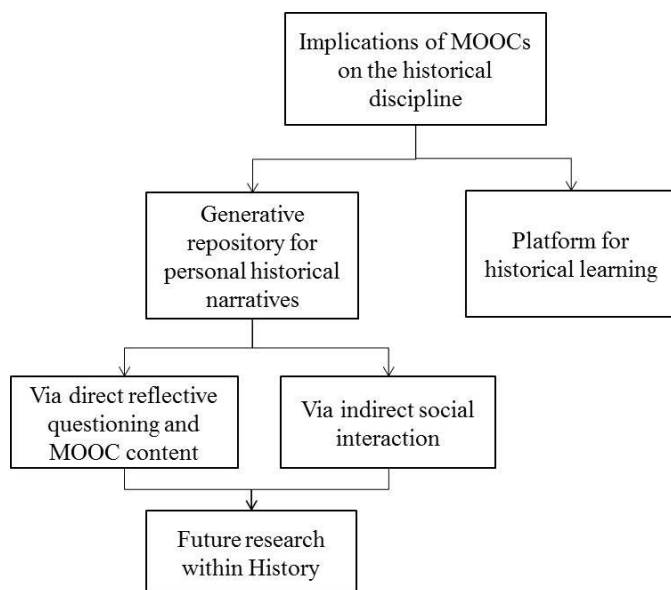 Implications of MOOCs
on the historical
discipline
Generative
repository for
personal historical
narratives
Platform for
historical learning
Via direct reflective
questioning and
MOOC content
Via indirect social
interaction
Future research
within History